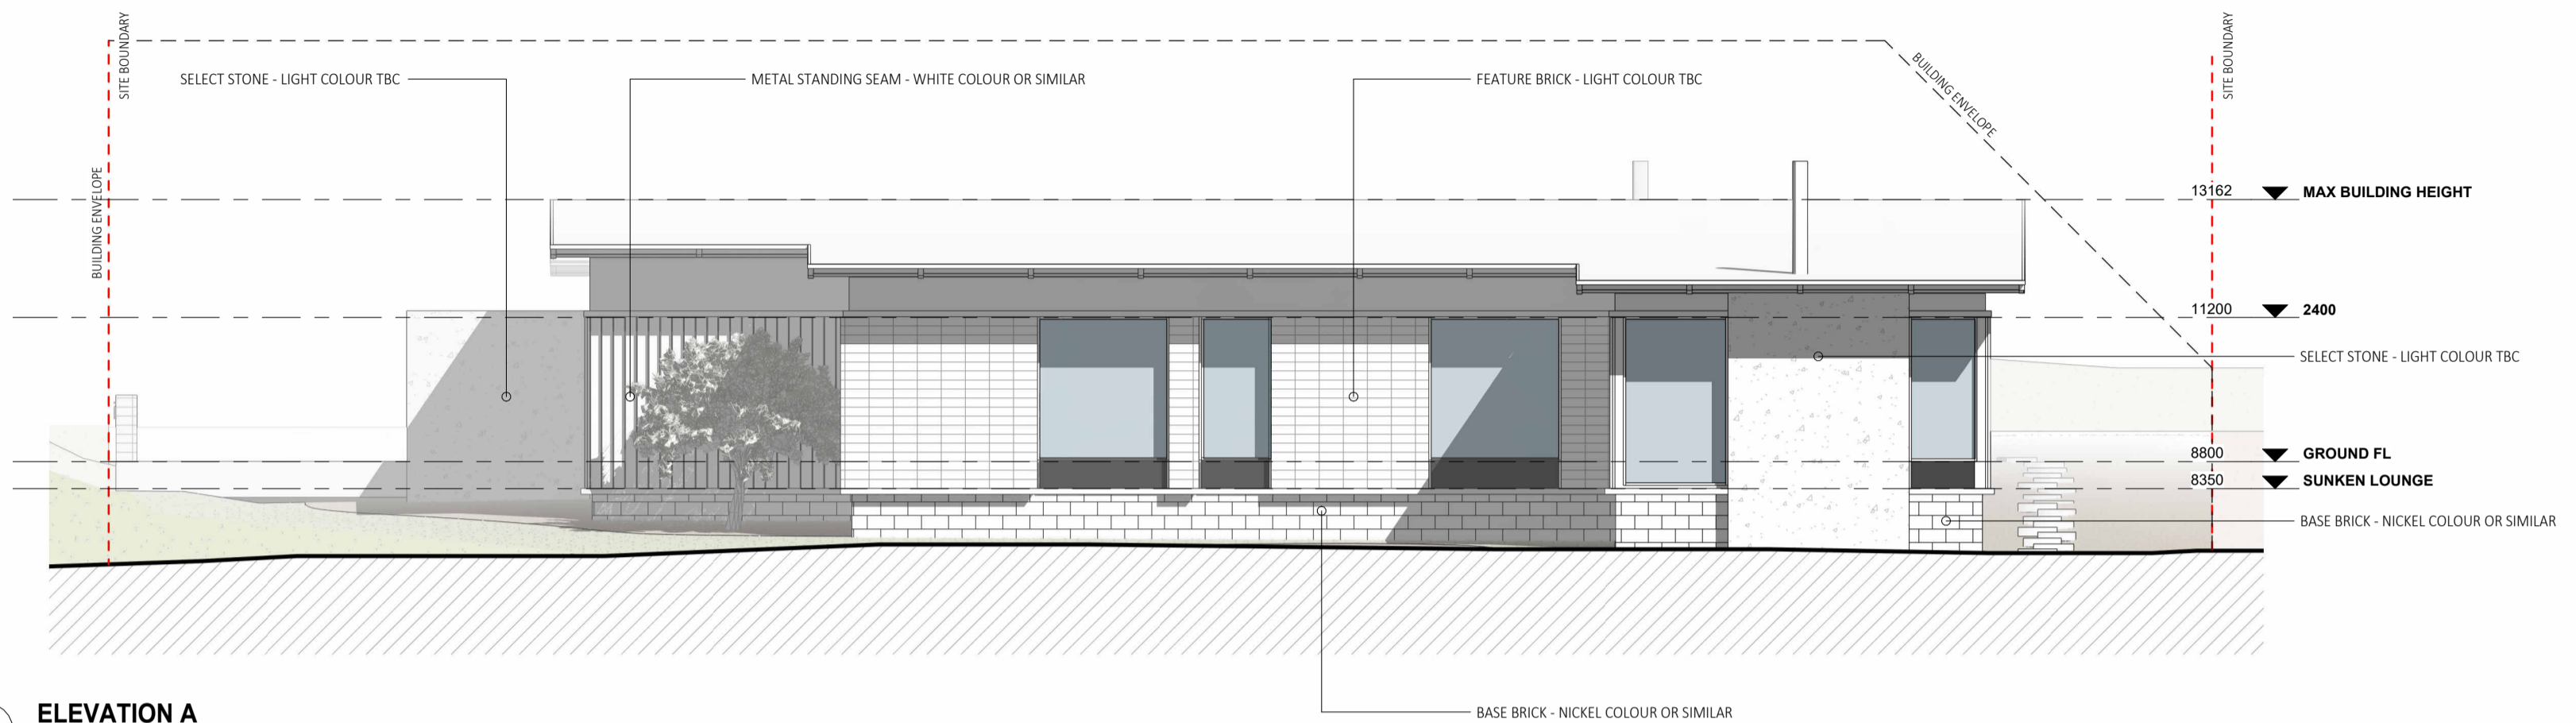 SITE BOUNDARY
SITE BOUNDARY
BUILDING ENVELOPE
SELECT STONE - LIGHT COLOUR TBC
METAL STANDING SEAM - WHITE COLOUR OR SIMILAR
FEATURE BRICK - LIGHT COLOUR TBC
BUILDING ENVELOPE
13162 MAX BUILDING HEIGHT
11200 2400
SELECT STONE - LIGHT COLOUR TBC
8800 GROUND FL
8350 SUNKEN LOUNGE
BASE BRICK - NICKEL COLOUR OR SIMILAR
ELEVATION A
BASE BRICK - NICKEL COLOUR OR SIMILAR